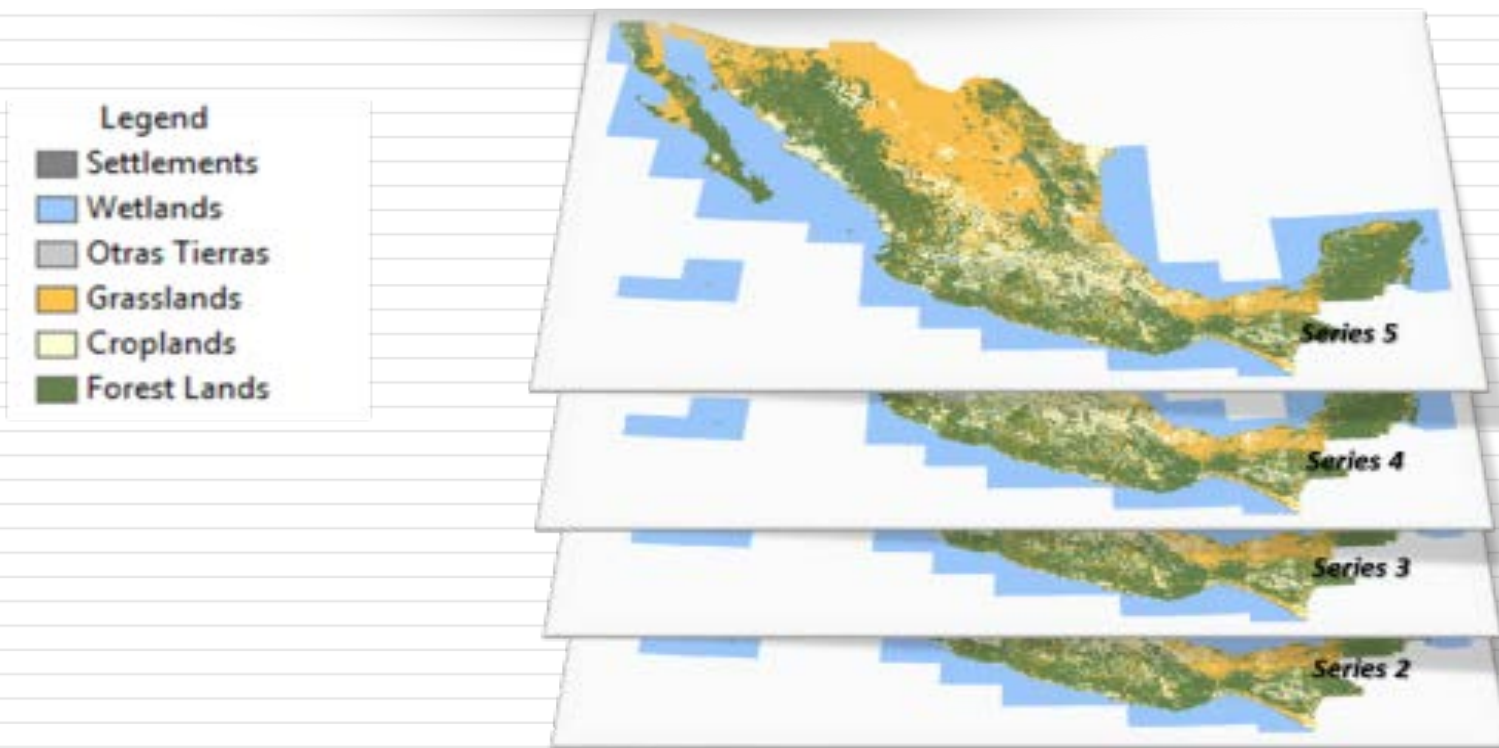 Legend
Settlements
Wetlands
Otras Tierras
Grasslands
Croplands
Forest Lands
Series 5
Series 4
Series 3
Series 2